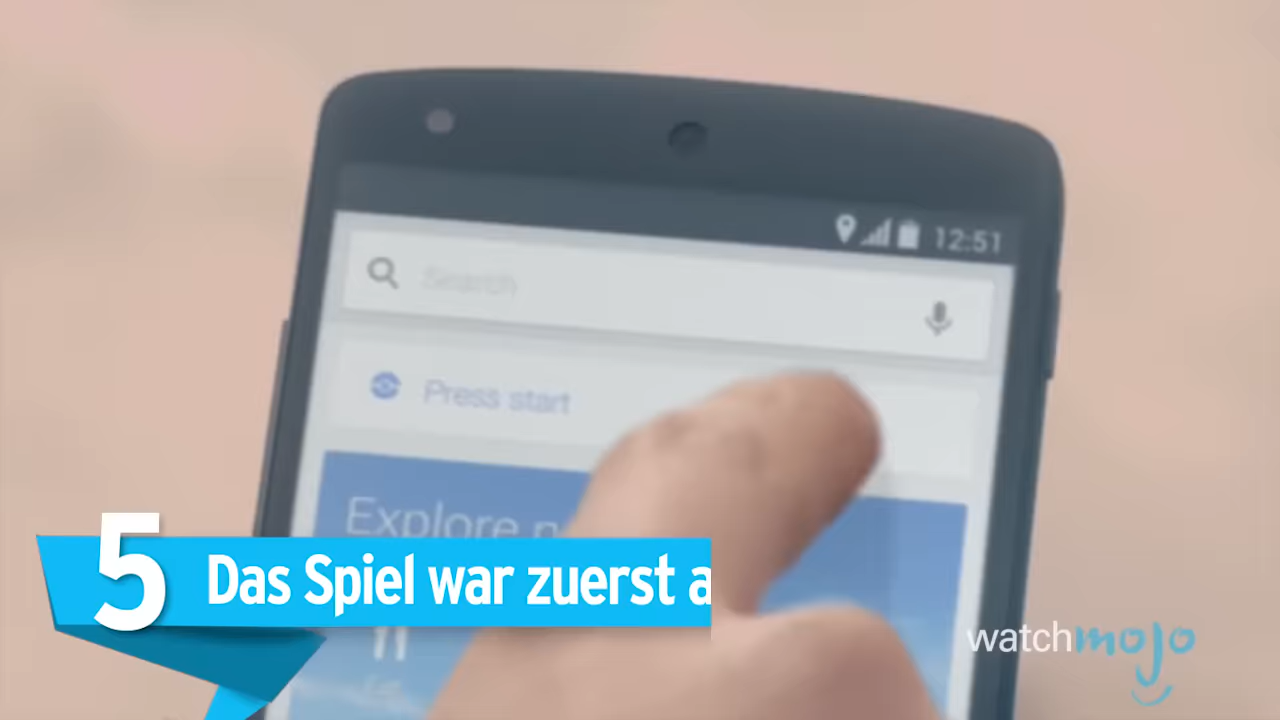 12:51
Search
Press start
Explore
5
Das Spiel war zuerst a
watchmojo